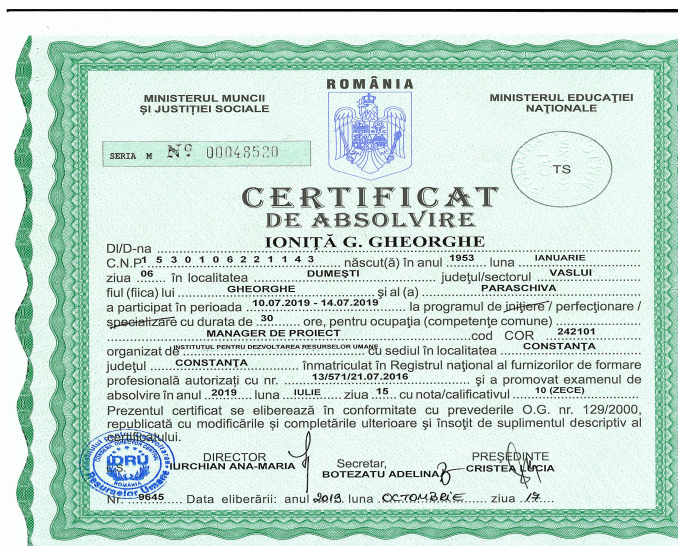 ROMÂNIA
MINISTERUL MUNCII
ŞI JUSTIŢIEI SOCIALE
MINISTERUL EDUCAŢIEI
NAŢIONALE
SERIA M Nº 00048520
TS
CERTIFICAT
DE ABSOLVIRE
Dl/D-na IONIŢĂ G. GHEORGHE
C.N.P. 1 5 3 0 1 0 6 2 2 1 1 4 3 născut(ă) în anul 1953 luna IANUARIE
ziua 06 în localitatea DUMEŞTI judeţul/sectorul VASLUI
fiul (fiica) lui GHEORGHE şi al (a) PARASCHIVA
a participat în perioada 10.07.2019 - 14.07.2019 la programul de iniţiere / perfecţionare /
specializare cu durata de 30 ore, pentru ocupaţia (competenţe comune)
MANAGER DE PROIECT cod COR 242101
organizat de INSTITUTUL PENTRU DEZVOLTAREA RESURSELOR UMANE cu sediul în localitatea CONSTANŢA
judeţul CONSTANŢA înmatriculat în Registrul naţional al furnizorilor de formare
profesională autorizaţi cu nr. 13/571/21.07.2016 şi a promovat examenul de
absolvire în anul 2019 luna IULIE ziua 15 cu nota/calificativul 10 (ZECE)
Prezentul certificat se eliberează în conformitate cu prevederile O.G. nr. 129/2000,
republicată cu modificările şi completările ulterioare şi însoţit de suplimentul descriptiv al
certificatului.
DIRECTOR
IURCHIAN ANA-MARIA
Secretar,
BOTEZATU ADELINA
PREŞEDINTE
CRISTEA LUCIA
DRU
ROMÂNIA
Resurselor Umane
Nr. 9645 Data eliberării: anul 2019 luna OCTOMBRIE ziua 17